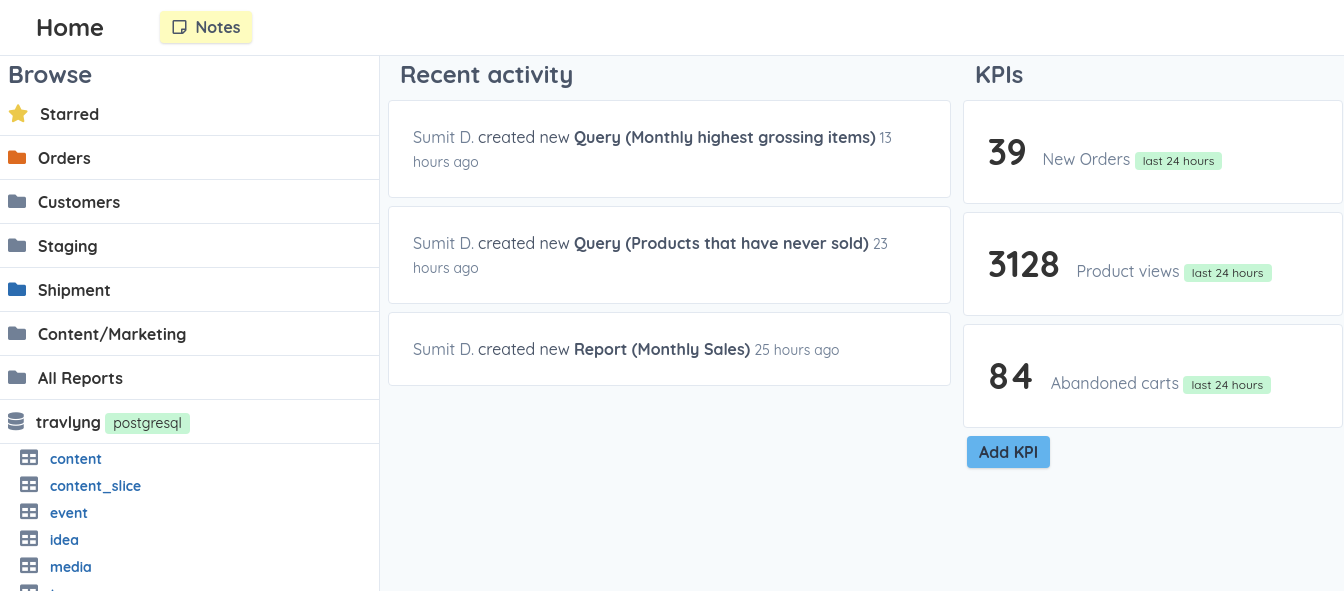 Home
Notes
Browse
Starred
Orders
Customers
Staging
Shipment
Content/Marketing
All Reports
travlyng postgresql
content
content_slice
event
idea
media
Recent activity
Sumit D. created new Query (Monthly highest grossing items) 13
hours ago
Sumit D. created new Query (Products that have never sold) 23
hours ago
Sumit D. created new Report (Monthly Sales) 25 hours ago
KPIs
39 New Orders last 24 hours
3128 Product views last 24 hours
84 Abandoned carts last 24 hours
Add KPI